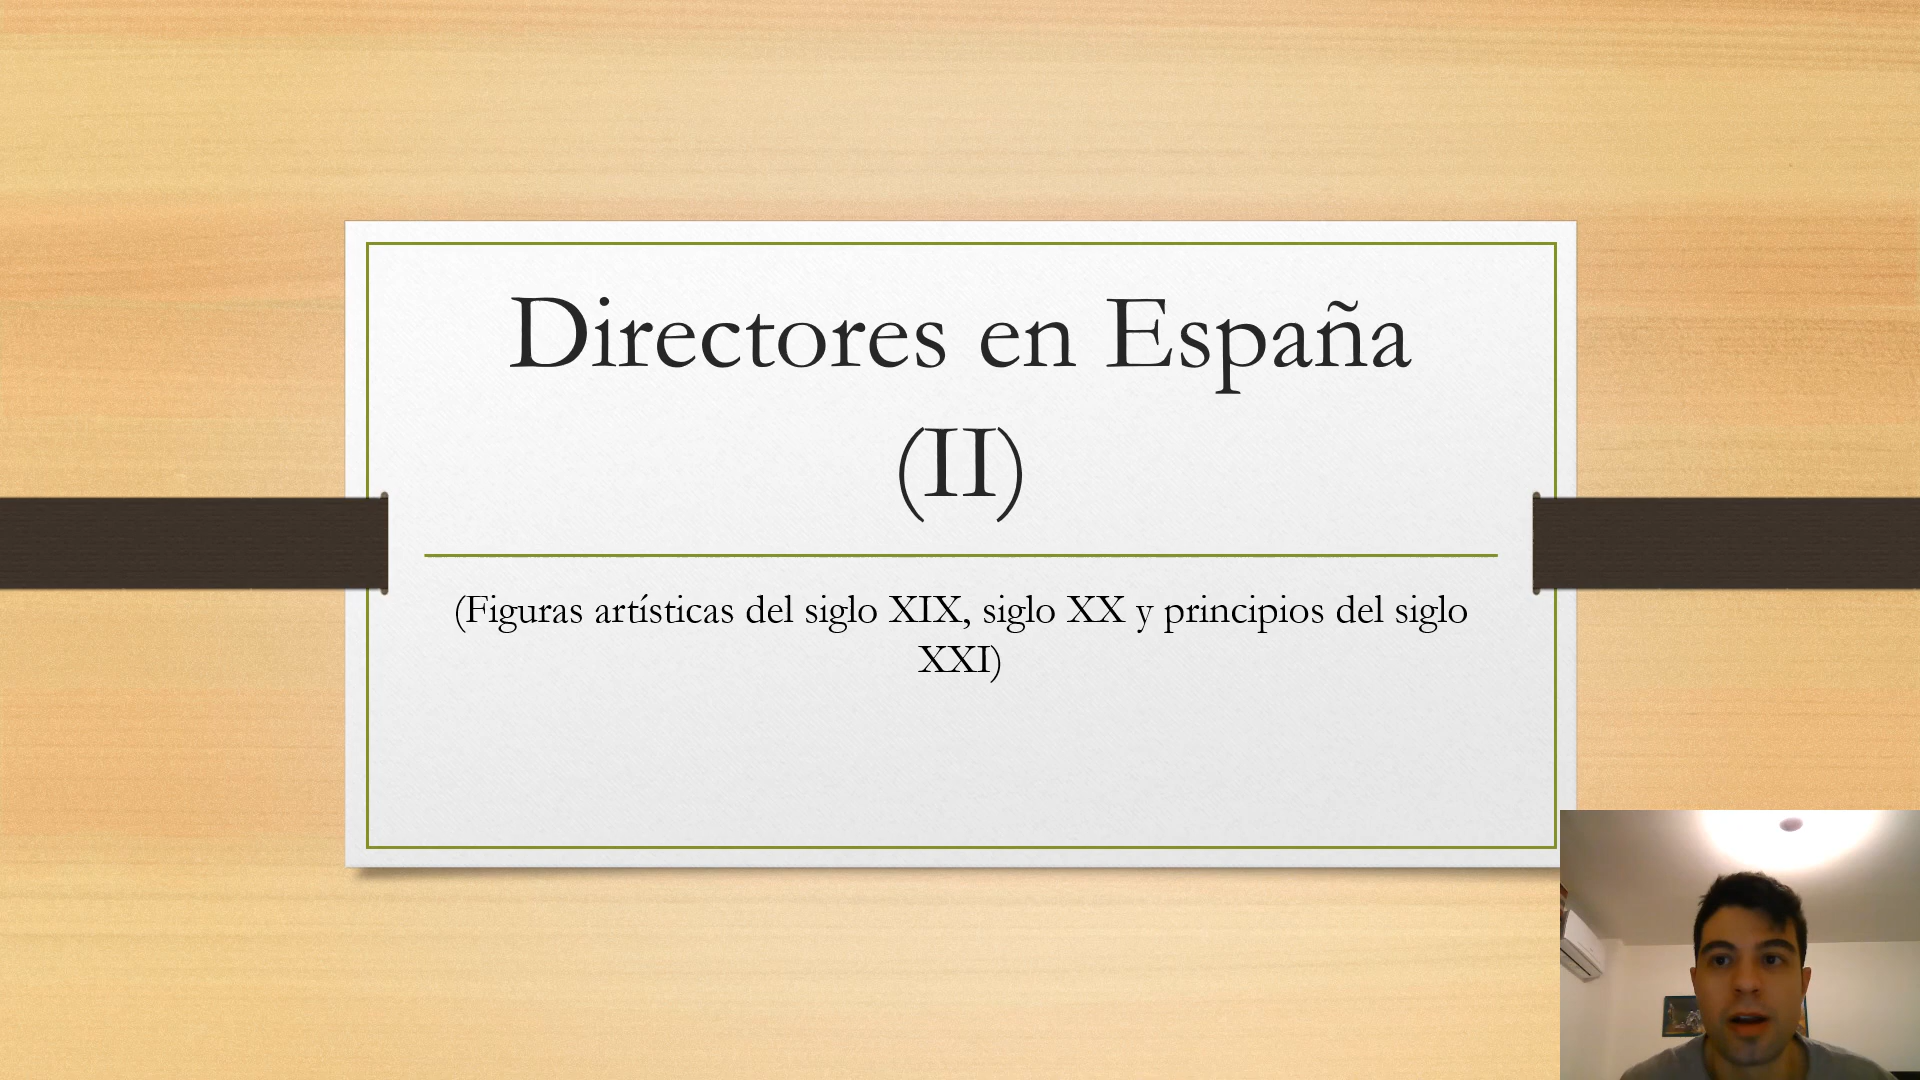 Directores en España
(II)
(Figuras artísticas del siglo XIX, siglo XX y principios del siglo
XXI)